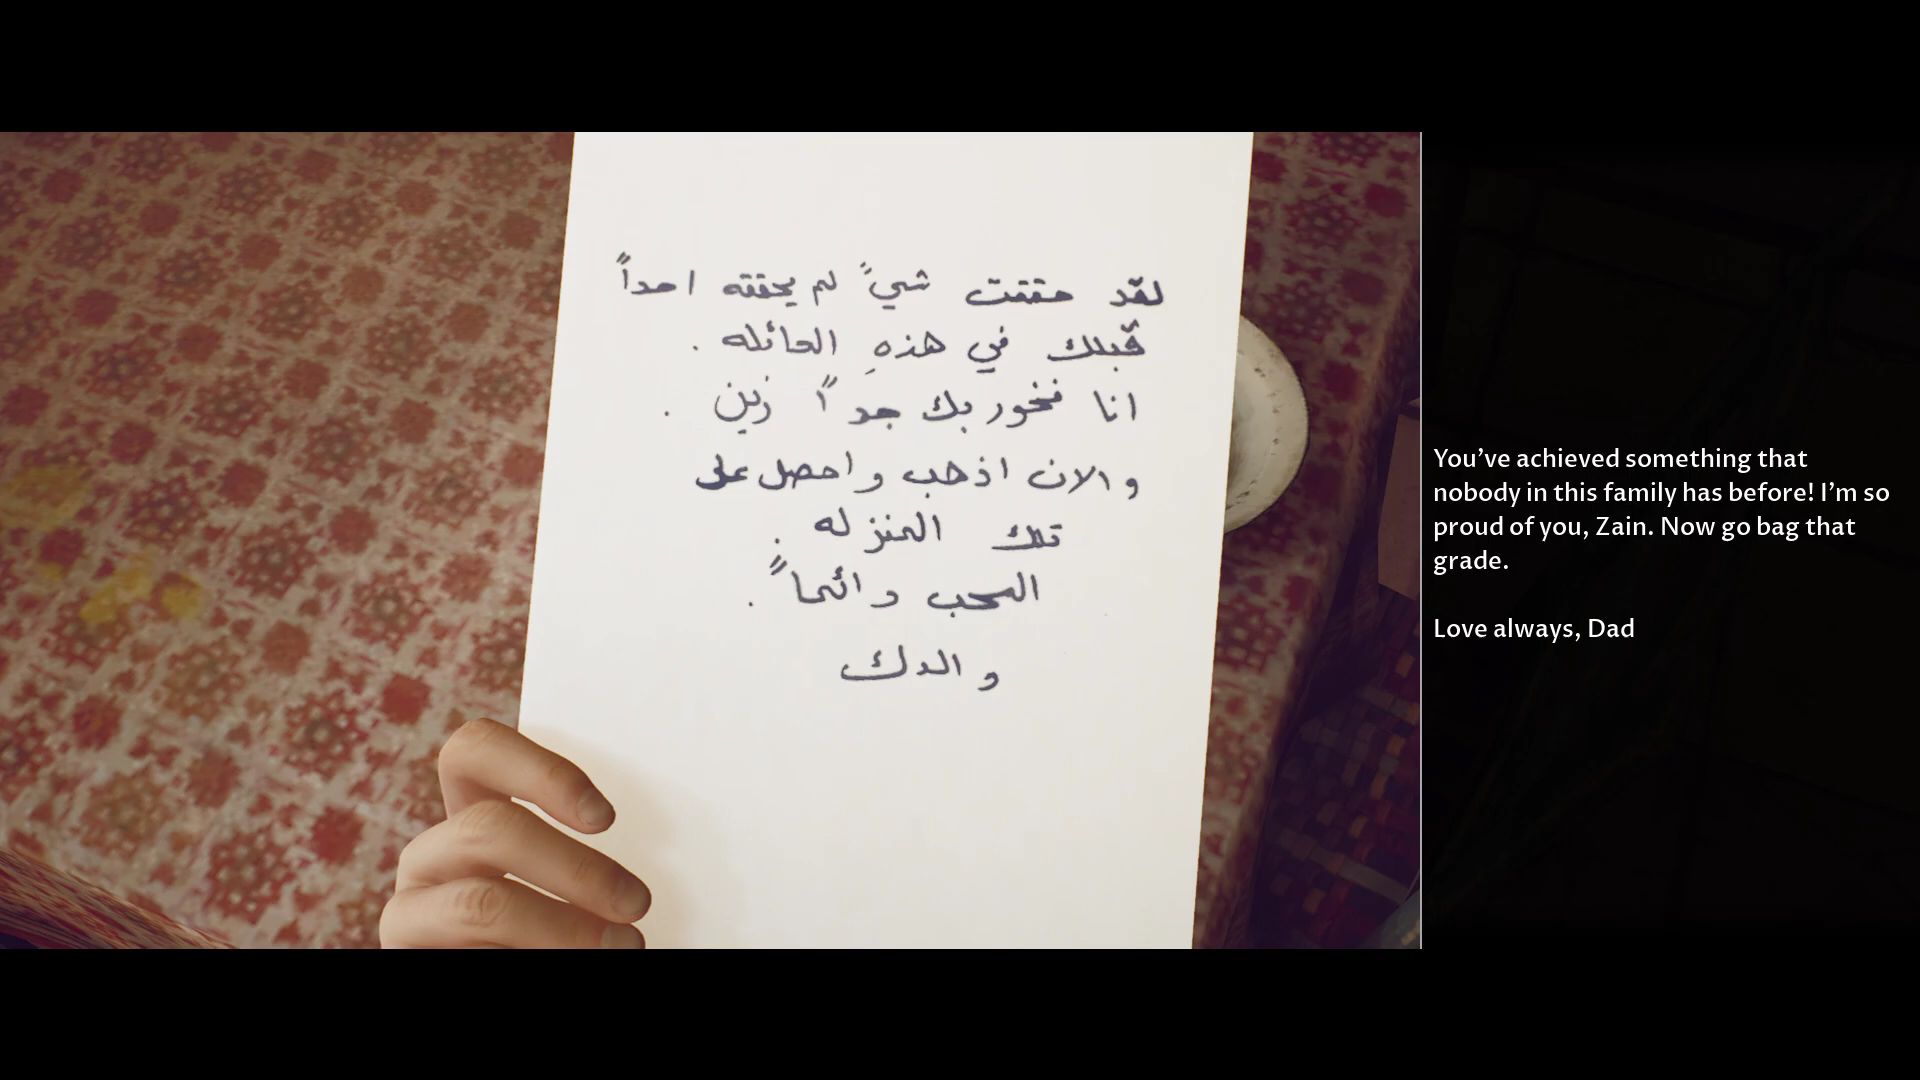 لقد حققت شيً لم يحققه احداً
قبلك في هذهِ العائله .
انا فخور بك جداً زين .
والان اذهب واحصل على
تلك المنزله .
المحب دائماً .
والدك
You've achieved something that
nobody in this family has before! I'm so
proud of you, Zain. Now go bag that
grade.
Love always, Dad